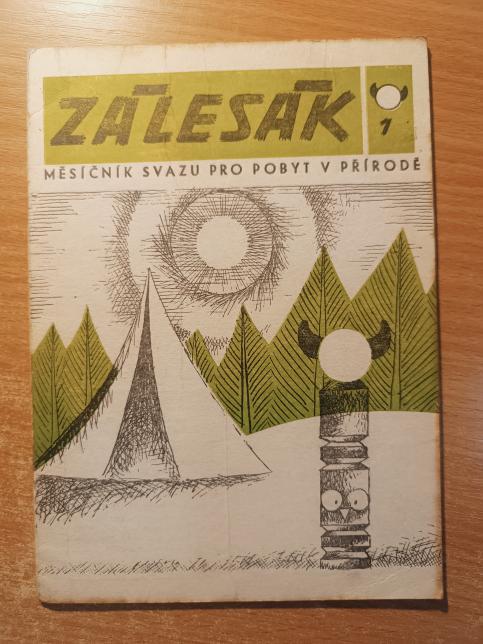 ZÁLESÁK
1
MĚSÍČNÍK SVAZU PRO POBYT V PŘÍRODĚ